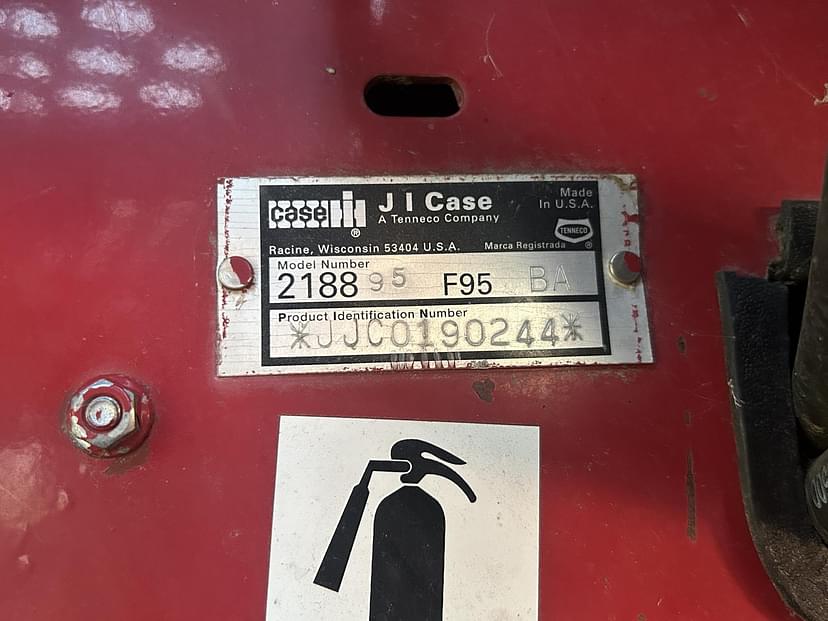 case IH ®
J I Case
A Tenneco Company
Made
In U.S.A.
TENNECO ®
Racine, Wisconsin 53404 U.S.A. Marca Registrada
Model Number
2188 95 F95 BA
Product Identification Number
*JJC0190244*